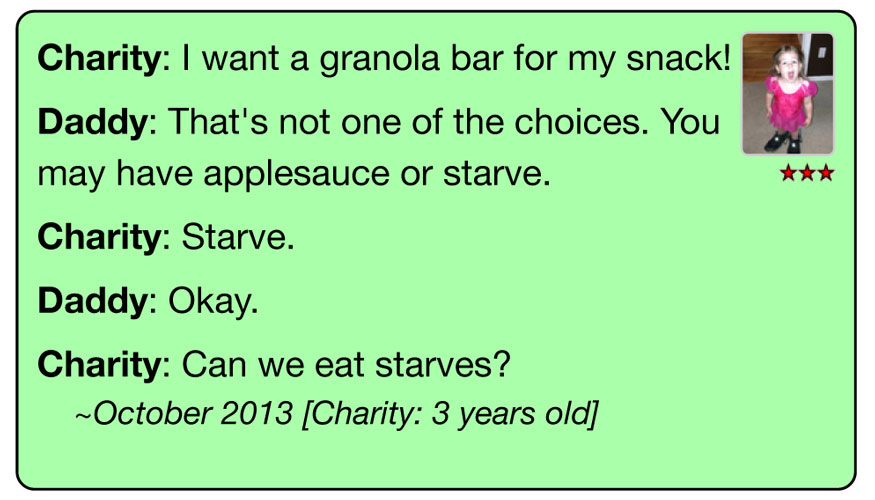 Charity: I want a granola bar for my snack!
Daddy: That's not one of the choices. You
may have applesauce or starve.
Charity: Starve.
Daddy: Okay.
Charity: Can we eat starves?
~October 2013 [Charity: 3 years old]